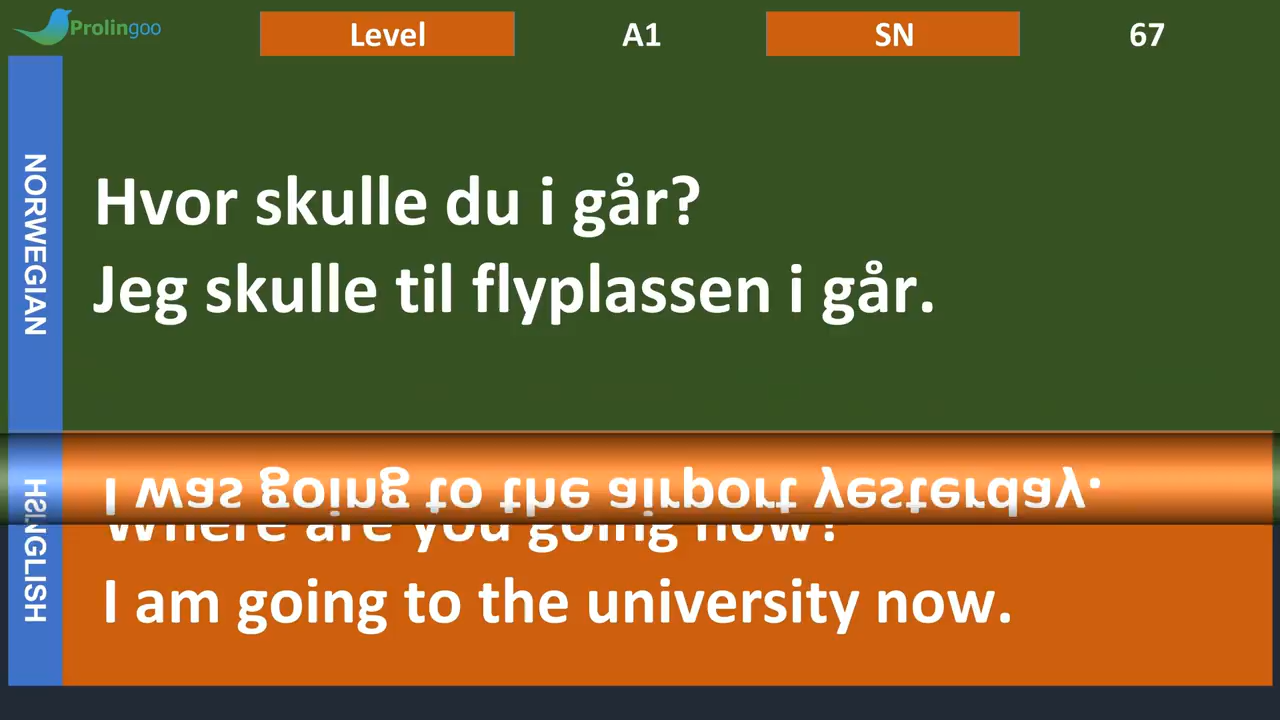 Prolingoo
Level A1 SN 67
NORWEGIAN
Hvor skulle du i går?
Jeg skulle til flyplassen i går.
I was going to the airport yesterday.
Where are you going now?
I am going to the university now.